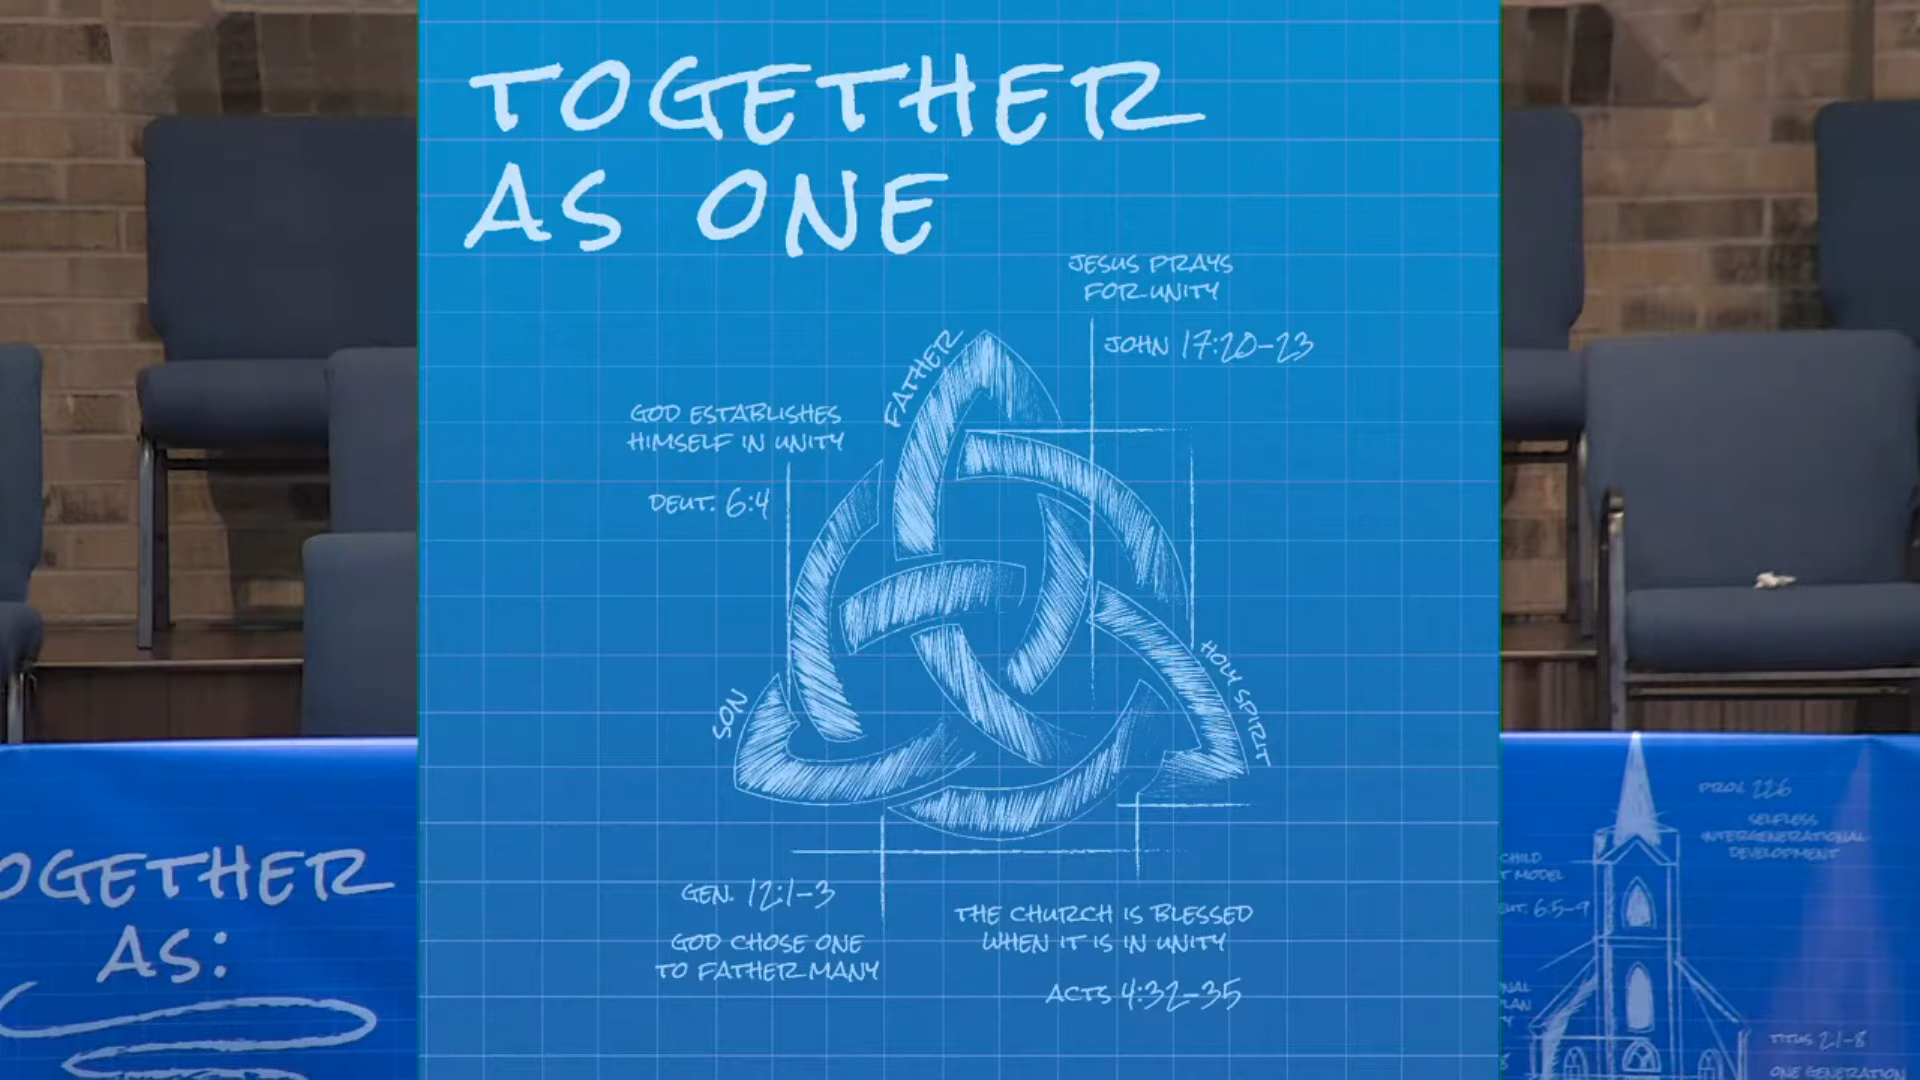 TOGETHER
AS ONE
JESUS PRAYS
FOR UNITY
JOHN 17:20-23
FATHER
GOD ESTABLISHES
HIMSELF IN UNITY
DEUT. 6:4
SON
HOLY SPIRIT
GEN. 12:1-3
GOD CHOSE ONE
TO FATHER MANY
THE CHURCH IS BLESSED
WHEN IT IS IN UNITY
ACTS 4:32-35
OGETHER
AS:
PROV. 22:6
SELFLESS
INTERGENERATIONAL
DEVELOPMENT
CHILD
T MODEL
6:5-9
TITUS 2:1-8
ONE GENERATION